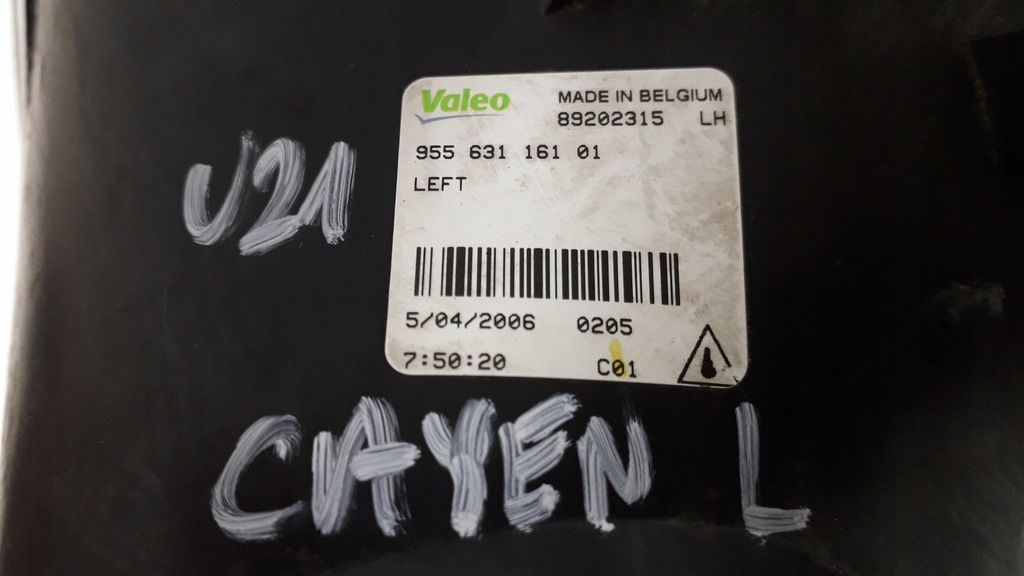 Valeo MADE IN BELGIUM
89202315 LH
955 631 161 01
LEFT
U21
5/04/2006 0205
7:50:20 C01
CAYEN L